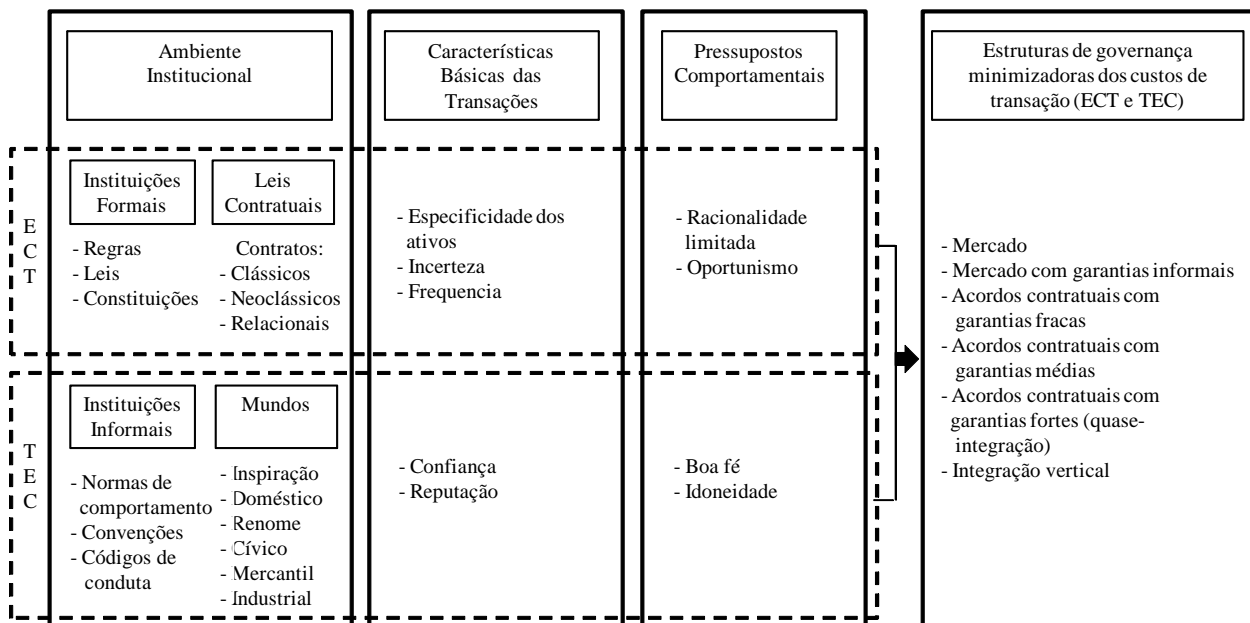 Ambiente
Institucional
Características
Básicas das
Transações
Pressupostos
Comportamentais
Estruturas de governança
minimizadoras dos custos de
transação (ECT e TEC)
E
C
T
Instituições
Formais
- Regras
- Leis
- Constituições
Leis
Contratuais
Contratos:
- Clássicos
- Neoclássicos
- Relacionais
- Especificidade dos
ativos
- Incerteza
- Frequencia
- Racionalidade
limitada
- Oportunismo
T
E
C
Instituições
Informais
- Normas de
comportamento
- Convenções
- Códigos de
conduta
Mundos
- Inspiração
- Doméstico
- Renome
- Cívico
- Mercantil
- Industrial
- Confiança
- Reputação
- Boa fé
- Idoneidade
- Mercado
- Mercado com garantias informais
- Acordos contratuais com
garantias fracas
- Acordos contratuais com
garantias médias
- Acordos contratuais com
garantias fortes (quase-
integração)
- Integração vertical